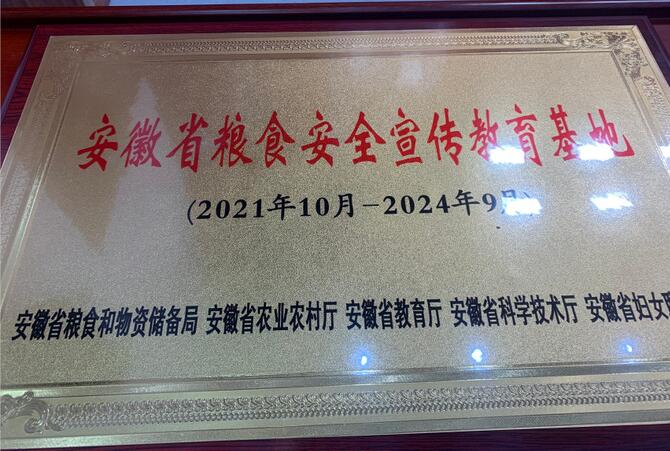 安徽省粮食安全宣传教育基地
(2021年10月-2024年9月)
安徽省粮食和物资储备局 安徽省农业农村厅 安徽省教育厅 安徽省科学技术厅 安徽省妇女